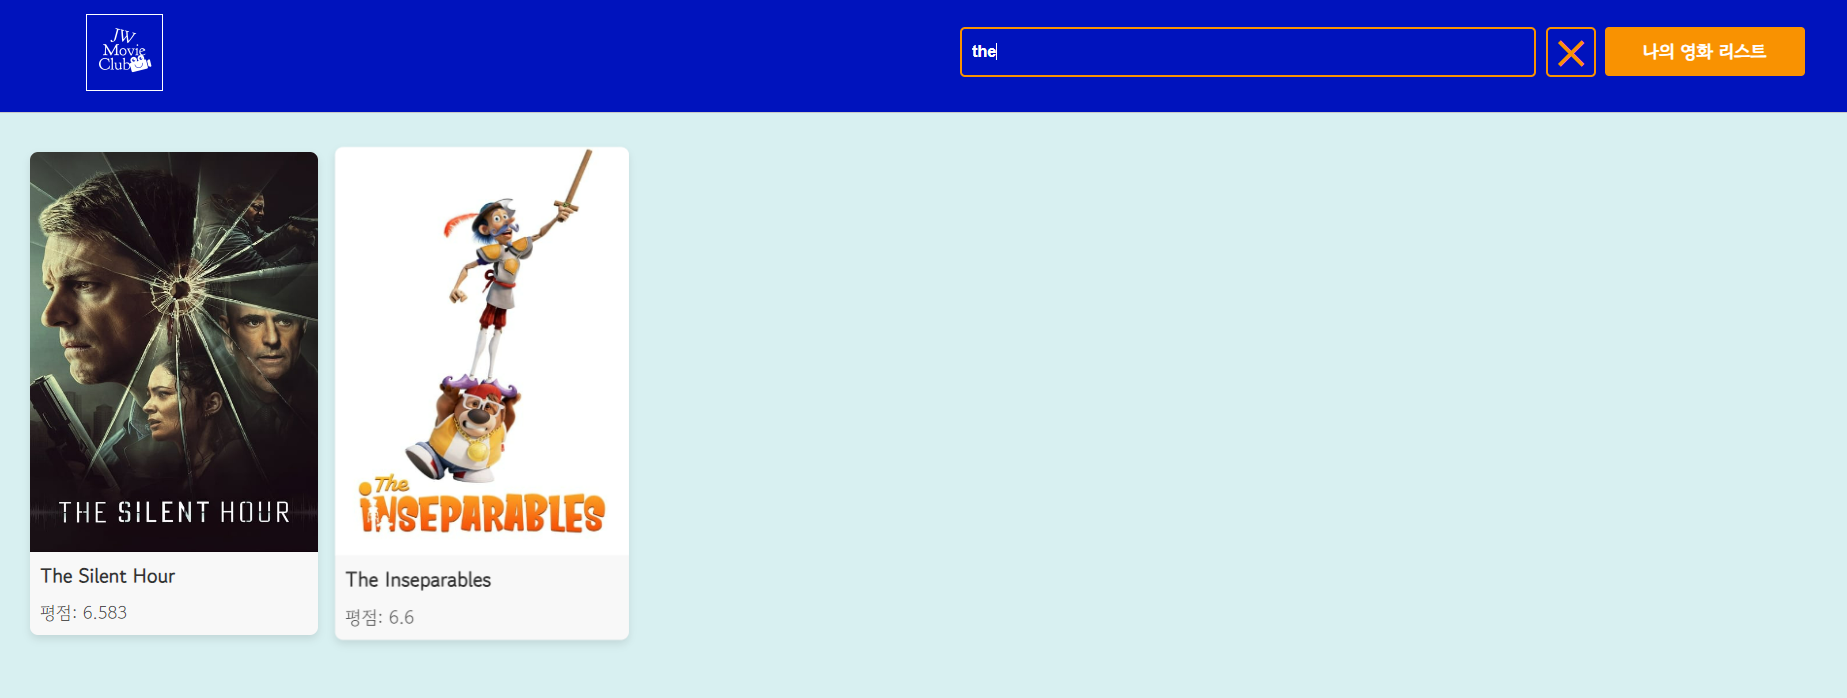 JW
Movie
Club
the
나의 영화 리스트
THE SILENT HOUR
The Silent Hour
평점: 6.583
The
iNSEPARABLES
The Inseparables
평점: 6.6